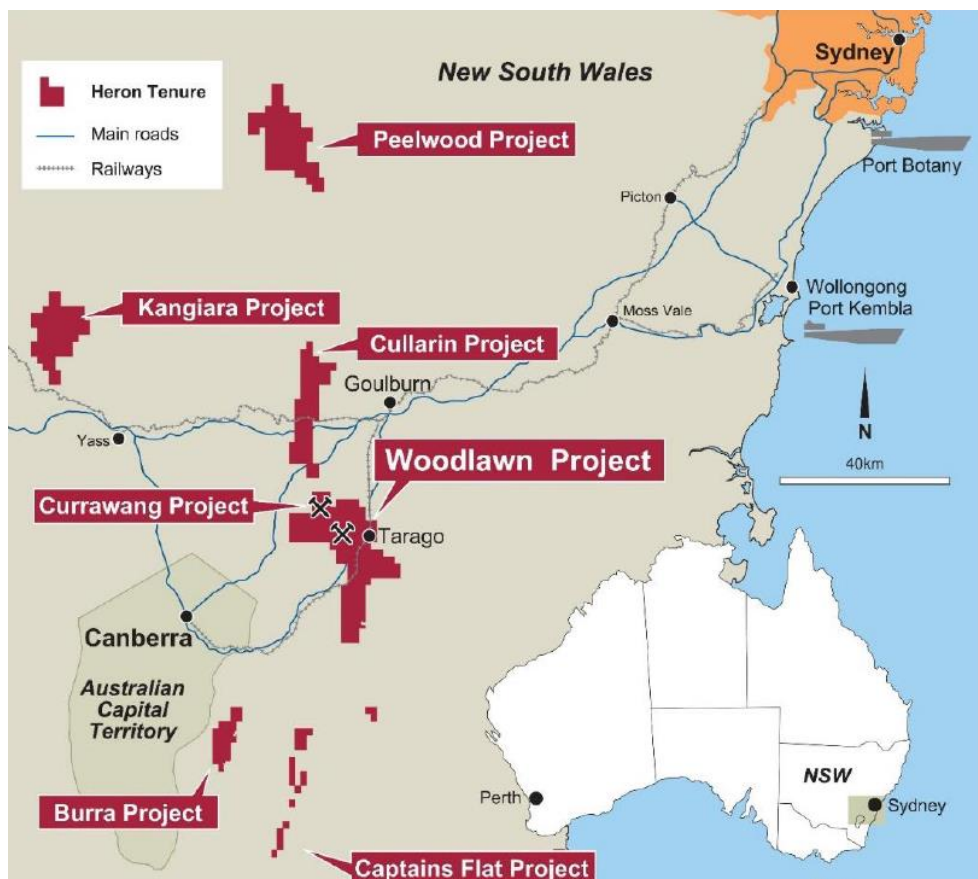 Sydney
New South Wales
Heron Tenure
Main roads
Railways
Peelwood Project
Port Botany
Picton
Kangiara Project
Wollongong
Port Kembla
Moss Vale
Cullarin Project
Goulburn
N
40km
Yass
Woodlawn Project
Currawang Project
Tarago
Canberra
Australian
Capital
Territory
Burra Project
Captains Flat Project
NSW
Perth
Sydney